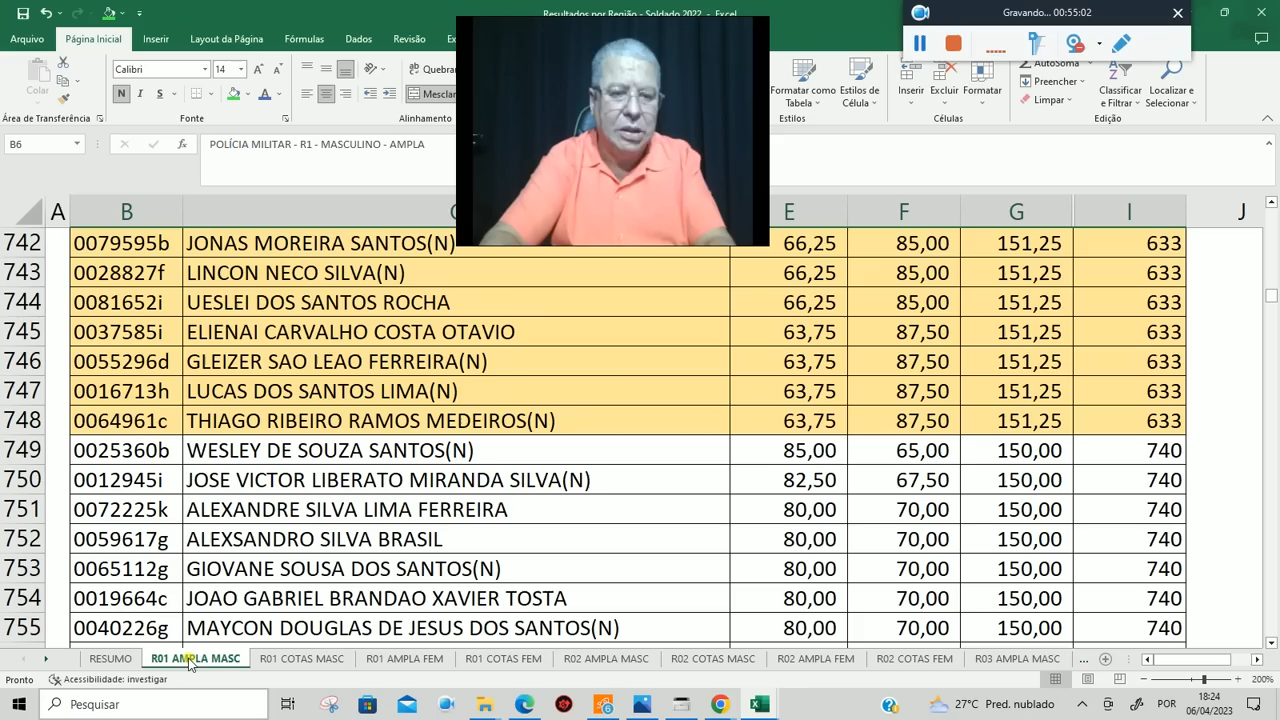 Resultados por Região - Soldado 2022 - Excel
Gravando... 00:55:02
Arquivo Página Inicial Inserir Layout da Página Fórmulas Dados Revisão
Colar
Calibri 14
N I S
Quebrar
Mesclar
AutoSoma
Preencher
Limpar
Formatar como Tabela
Estilos de Célula
Inserir Excluir Formatar
Classificar e Filtrar
Localizar e Selecionar
Área de Transferência Fonte Alinhamento Estilos Células Edição
B6 fx POLÍCIA MILITAR - R1 - MASCULINO - AMPLA
A B C E F G I J
742 0079595b JONAS MOREIRA SANTOS(N) 66,25 85,00 151,25 633
743 0028827f LINCON NECO SILVA(N) 66,25 85,00 151,25 633
744 0081652i UESLEI DOS SANTOS ROCHA 66,25 85,00 151,25 633
745 0037585i ELIENAI CARVALHO COSTA OTAVIO 63,75 87,50 151,25 633
746 0055296d GLEIZER SAO LEAO FERREIRA(N) 63,75 87,50 151,25 633
747 0016713h LUCAS DOS SANTOS LIMA(N) 63,75 87,50 151,25 633
748 0064961c THIAGO RIBEIRO RAMOS MEDEIROS(N) 63,75 87,50 151,25 633
749 0025360b WESLEY DE SOUZA SANTOS(N) 85,00 65,00 150,00 740
750 0012945i JOSE VICTOR LIBERATO MIRANDA SILVA(N) 82,50 67,50 150,00 740
751 0072225k ALEXANDRE SILVA LIMA FERREIRA 80,00 70,00 150,00 740
752 0059617g ALEXSANDRO SILVA BRASIL 80,00 70,00 150,00 740
753 0065112g GIOVANE SOUSA DOS SANTOS(N) 80,00 70,00 150,00 740
754 0019664c JOAO GABRIEL BRANDAO XAVIER TOSTA 80,00 70,00 150,00 740
755 0040226g MAYCON DOUGLAS DE JESUS DOS SANTOS(N) 80,00 70,00 150,00 740
RESUMO R01 AMPLA MASC R01 COTAS MASC R01 AMPLA FEM R01 COTAS FEM R02 AMPLA MASC R02 COTAS MASC R02 AMPLA FEM R02 COTAS FEM R03 AMPLA MASC ...
Pronto Acessibilidade: investigar 200%
Pesquisar 27°C Pred. nublado POR 18:24
06/04/2023